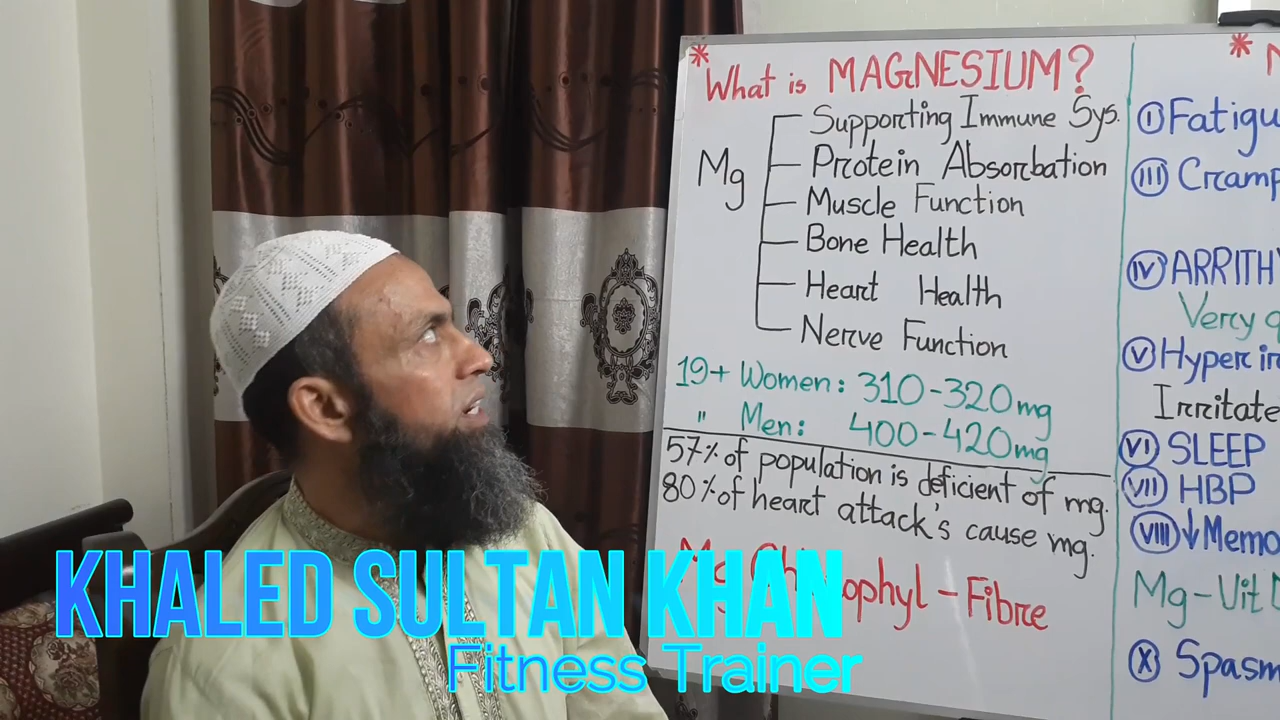 * What is MAGNESIUM?
Mg
Supporting Immune Sys.
Protein Absorbation
Muscle Function
Bone Health
Heart Health
Nerve Function
19+ Women: 310-320mg
" Men: 400-420mg
57% of population is deficient of mg.
80% of heart attack's cause mg.
Mg - Fibre
*
I Fatigu
III Cramp
IV ARRITHY
Very
V Hyper
Irritate
VI SLEEP
VII HBP
VIII ↓Memo
Mg-Vit
X Spasm
KHALED SULTAN KHAN
Fitness Trainer